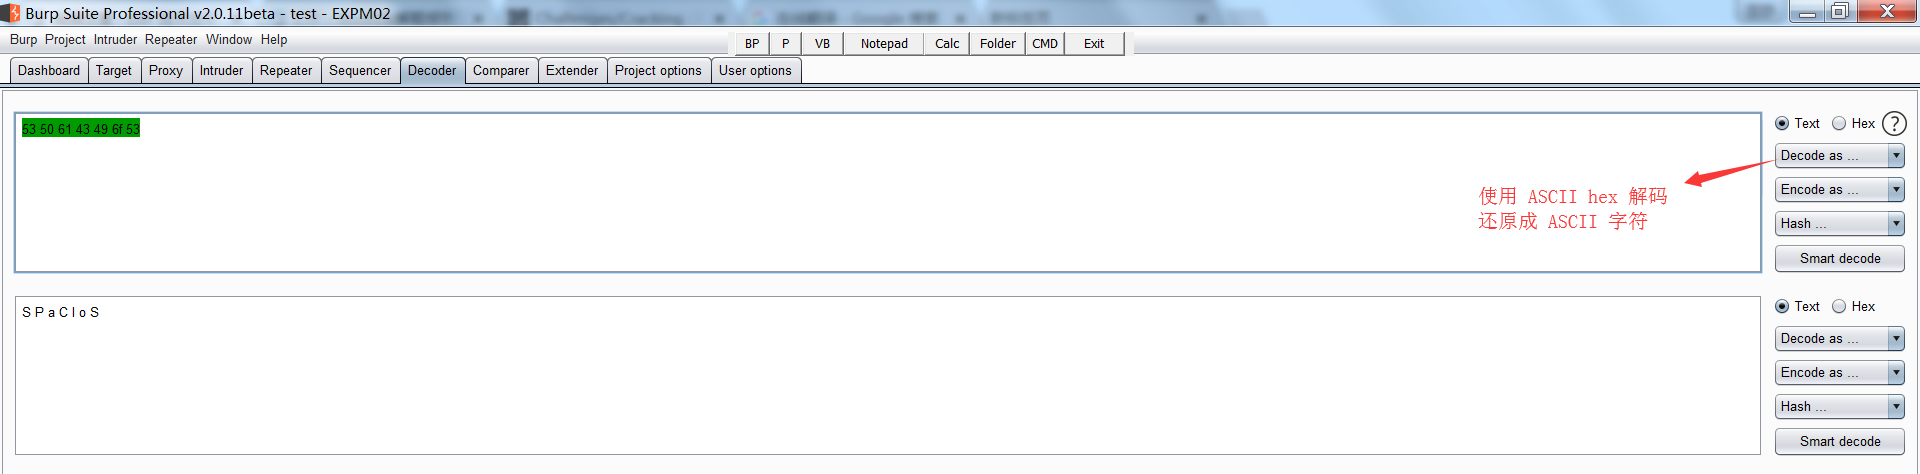 Burp Suite Professional v2.0.11beta - test - EXPM02
Burp Project Intruder Repeater Window Help
BP P VB Notepad Calc Folder CMD Exit
Dashboard Target Proxy Intruder Repeater Sequencer Decoder Comparer Extender Project options User options
53 50 61 43 49 6f 53
Text Hex ?
Decode as ...
使用 ASCII hex 解码
还原成 ASCII 字符
Encode as ...
Hash ...
Smart decode
S P a C I o S
Text Hex
Decode as ...
Encode as ...
Hash ...
Smart decode